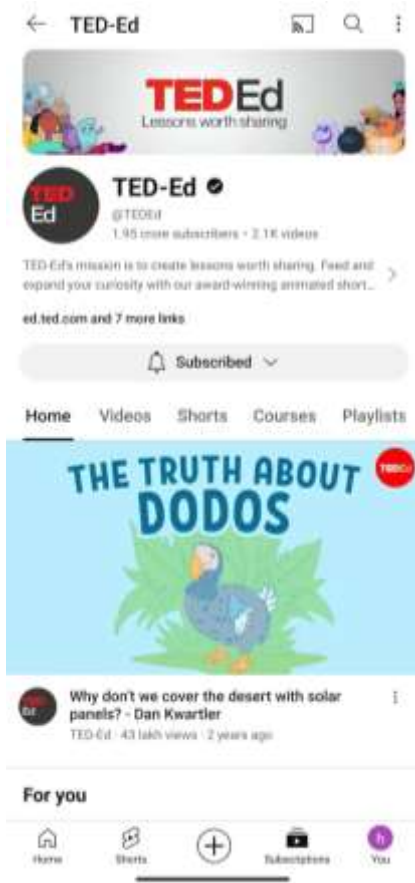 TED-Ed
TEDEd
Lessons worth sharing
TED
Ed
TED-Ed
@TEDEd
1.95 crore subscribers • 2.1K videos
TED-Ed's mission is to create lessons worth sharing. Feed and
expand your curiosity with our award-winning animated short...
ed.ted.com and 7 more links
Subscribed
Home Videos Shorts Courses Playlists
THE TRUTH ABOUT
DODOS
TEDEd
TED
Ed
Why don't we cover the desert with solar
panels? - Dan Kwartler
TED-Ed · 43 lakh views · 2 years ago
For you
h
Home Shorts Subscriptions You